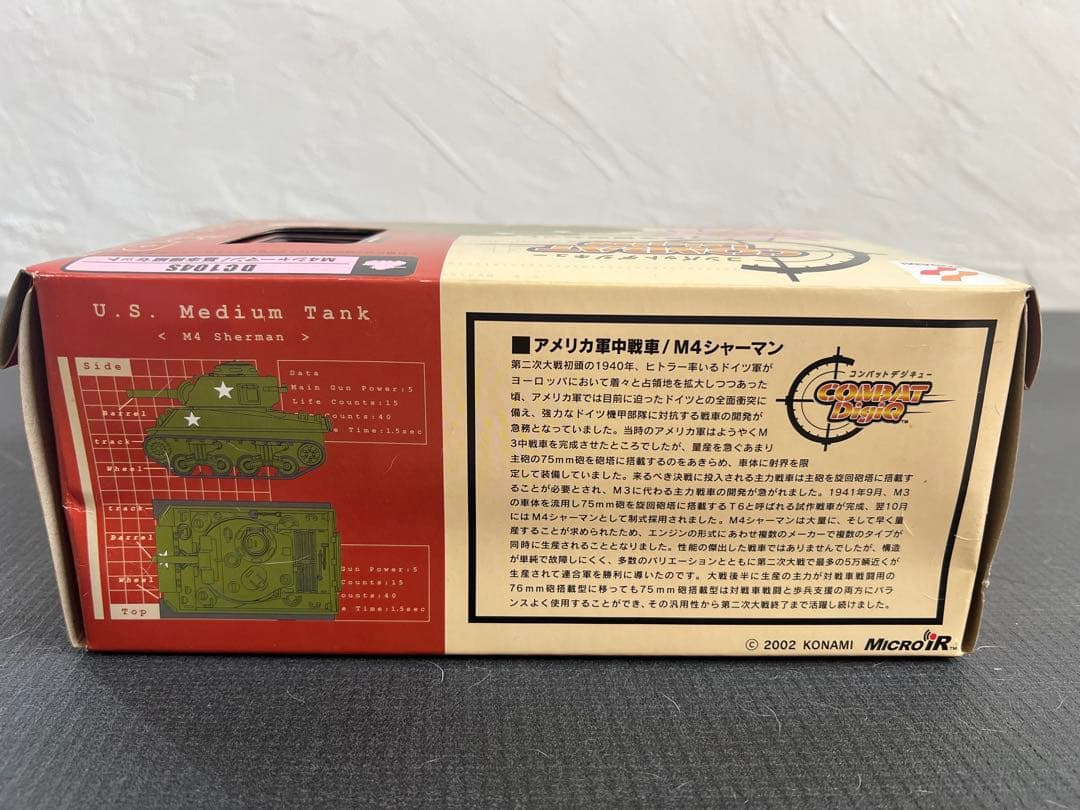 DC104S
M4シャーマン/基本操縦セット
COMBAT
コンバットデジキュー
U.S. Medium Tank
< M4 Sherman >
Side
Barrel
track
Wheel
Data
Main Gun Power:5
Life Counts:15
Counts:40
e Time:1.5sec
Barrel
Wheel
Top
Gun Power:5
Counts:15
Counts:40
e Time:1.5sec
■アメリカ軍中戦車/M4シャーマン
第二次大戦初頭の1940年、ヒトラー率いるドイツ軍が
ヨーロッパにおいて着々と占領地を拡大しつつあった
頃、アメリカ軍では目前に迫ったドイツとの全面衝突に
備え、強力なドイツ機甲部隊に対抗する戦車の開発が
急務となっていました。当時のアメリカ軍はようやくM
3中戦車を完成させたところでしたが、量産を急ぐあまり
主砲の75mm砲を砲塔に搭載するのをあきらめ、車体に射界を限
定して装備していました。来るべき決戦に投入される主力戦車は主砲を旋回砲塔に搭載す
ることが必要とされ、M3に代わる主力戦車の開発が急がれました。1941年9月、M3
の車体を流用し75mm砲を旋回砲塔に搭載するT6と呼ばれる試作戦車が完成、翌10月
にはM4シャーマンとして制式採用されました。M4シャーマンは大量に、そして早く量
産することが求められたため、エンジンの形式にあわせ複数のメーカーで複数のタイプが
同時に生産されることとなりました。性能の傑出した戦車ではありませんでしたが、構造
が単純で故障しにくく、多数のバリエーションとともに第二次大戦で最多の5万輌近くが
生産されて連合軍を勝利に導いたのです。大戦後半に生産の主力が対戦車戦闘用の
76mm砲搭載型に移っても75mm砲搭載型は対戦車戦闘と歩兵支援の両方にバラ
ンスよく使用することができ、その汎用性から第二次大戦終了まで活躍し続けました。
コンバットデジキュー
COMBAT
DigiQ™
© 2002 KONAMI MICRO iR™